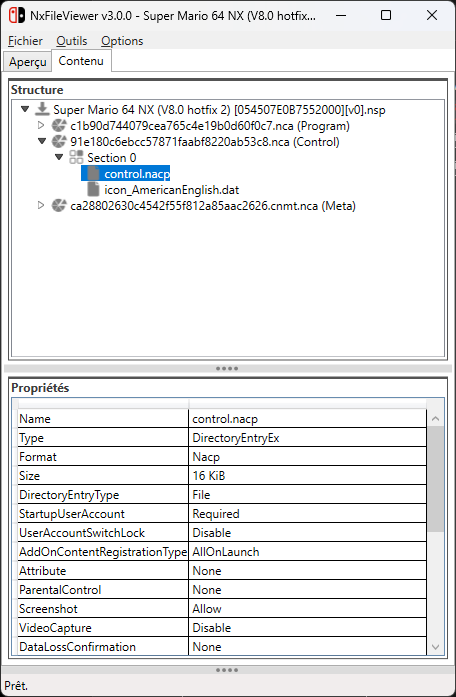 NxFileViewer v3.0.0 - Super Mario 64 NX (V8.0 hotfix...
Fichier Outils Options
Aperçu Contenu
Structure
Super Mario 64 NX (V8.0 hotfix 2) [054507E0B7552000][v0].nsp
c1b90d744079cea765c4e19b0d60f0c7.nca (Program)
91e180c6ebcc57871faabf8220ab53c8.nca (Control)
Section 0
control.nacp
icon_AmericanEnglish.dat
ca28802630c4542f55f812a85aac2626.cnmt.nca (Meta)
Propriétés
Name control.nacp
Type DirectoryEntryEx
Format Nacp
Size 16 KiB
DirectoryEntryType File
StartupUserAccount Required
UserAccountSwitchLock Disable
AddOnContentRegistrationType AllOnLaunch
Attribute None
ParentalControl None
Screenshot Allow
VideoCapture Disable
DataLossConfirmation None
Prêt.